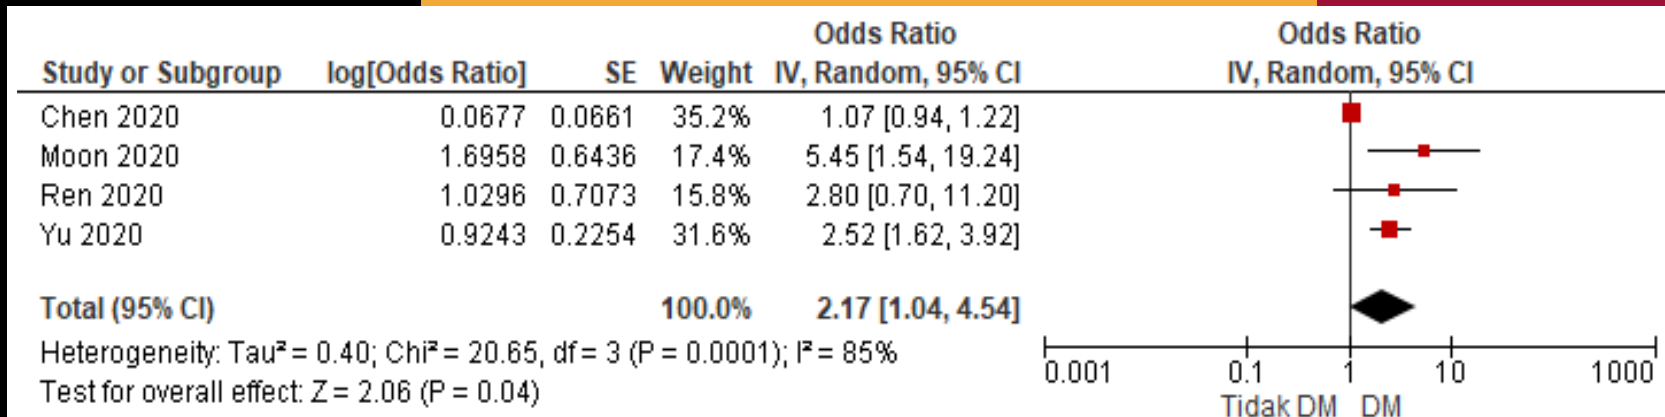 Odds Ratio Odds Ratio
Study or Subgroup log[Odds Ratio] SE Weight IV, Random, 95% CI IV, Random, 95% CI
Chen 2020 0.0677 0.0661 35.2% 1.07 [0.94, 1.22]
Moon 2020 1.6958 0.6436 17.4% 5.45 [1.54, 19.24]
Ren 2020 1.0296 0.7073 15.8% 2.80 [0.70, 11.20]
Yu 2020 0.9243 0.2254 31.6% 2.52 [1.62, 3.92]
Total (95% CI) 100.0% 2.17 [1.04, 4.54]
Heterogeneity: Tau² = 0.40; Chi² = 20.65, df = 3 (P = 0.0001); I² = 85%
Test for overall effect: Z = 2.06 (P = 0.04)
0.001 0.1 1 10 1000
Tidak DM DM